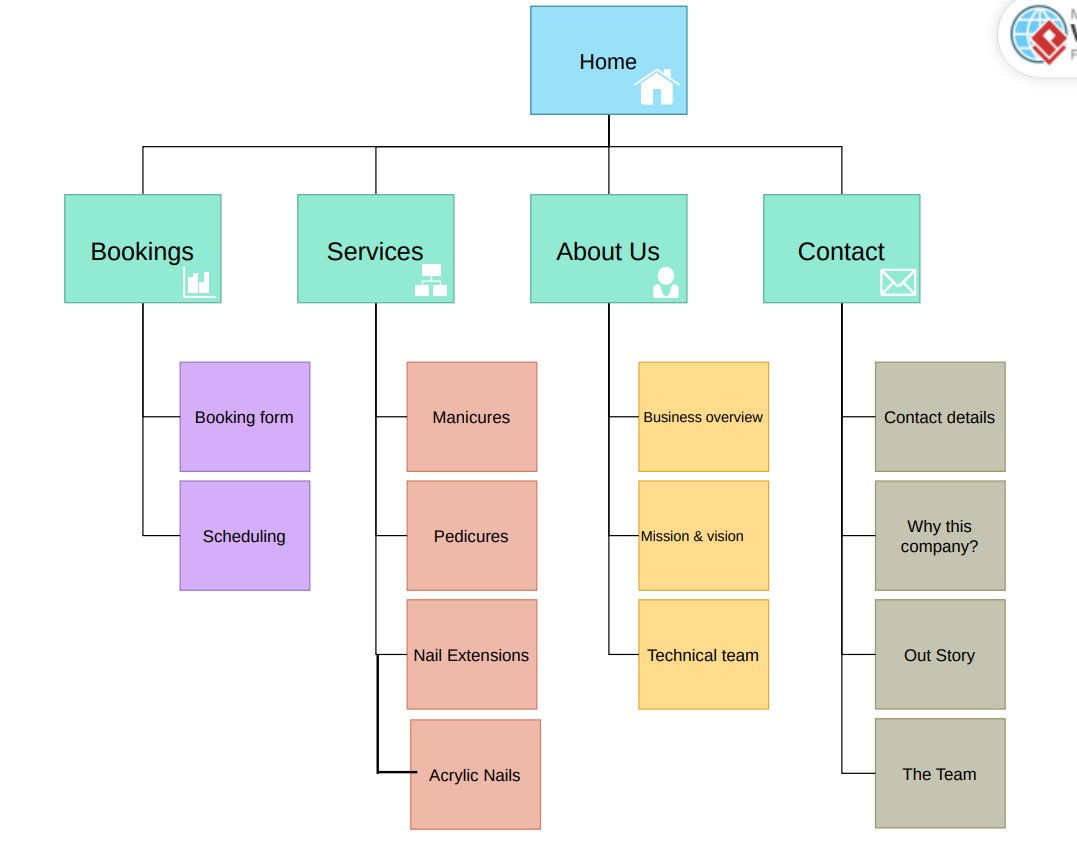 Home
Bookings
Services
About Us
Contact
Booking form
Manicures
Business overview
Contact details
Scheduling
Pedicures
Mission & vision
Why this
company?
Nail Extensions
Technical team
Out Story
Acrylic Nails
The Team